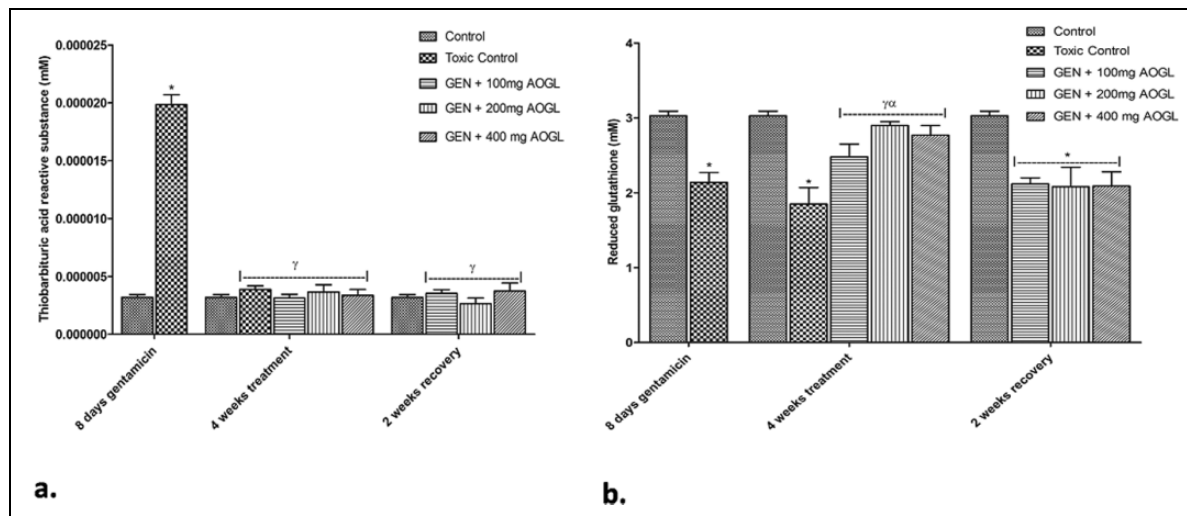 Thiobarbituric acid reactive substance (mM)
0.000025
0.000020
0.000015
0.000010
0.000005
0.000000
Control
Toxic Control
GEN + 100mg AOGL
GEN + 200mg AOGL
GEN + 400 mg AOGL
*
γ
γ
8 days gentamicin
4 weeks treatment
2 weeks recovery
a.
Reduced glutathione (mM)
4
3
2
1
0
Control
Toxic Control
GEN + 100mg AOGL
GEN + 200mg AOGL
GEN + 400 mg AOGL
*
*
γα
*
8 days gentamicin
4 weeks treatment
2 weeks recovery
b.